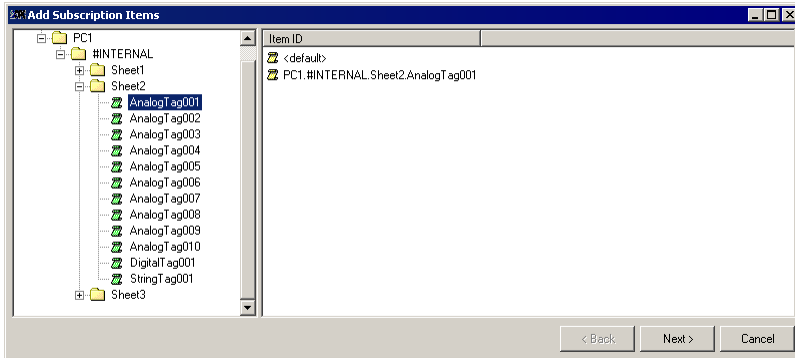 Add Subscription Items
PC1
#INTERNAL
Sheet1
Sheet2
AnalogTag001
AnalogTag002
AnalogTag003
AnalogTag004
AnalogTag005
AnalogTag006
AnalogTag007
AnalogTag008
AnalogTag009
AnalogTag010
DigitalTag001
StringTag001
Sheet3
Item ID
<default>
PC1.#INTERNAL.Sheet2.AnalogTag001
< Back
Next >
Cancel